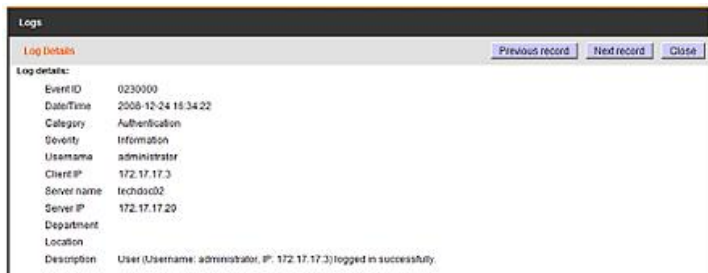 Logs
Log Details Previous record Next record Close
Log details:
Event ID 0230000
Date/Time 2008-12-24 16:34:22
Category Authentication
Severity Information
Username administrator
Client IP 172.17.17.3
Server name techdoc02
Server IP 172.17.17.20
Department
Location
Description User (Username: administrator, IP: 172.17.17.3) logged in successfully.